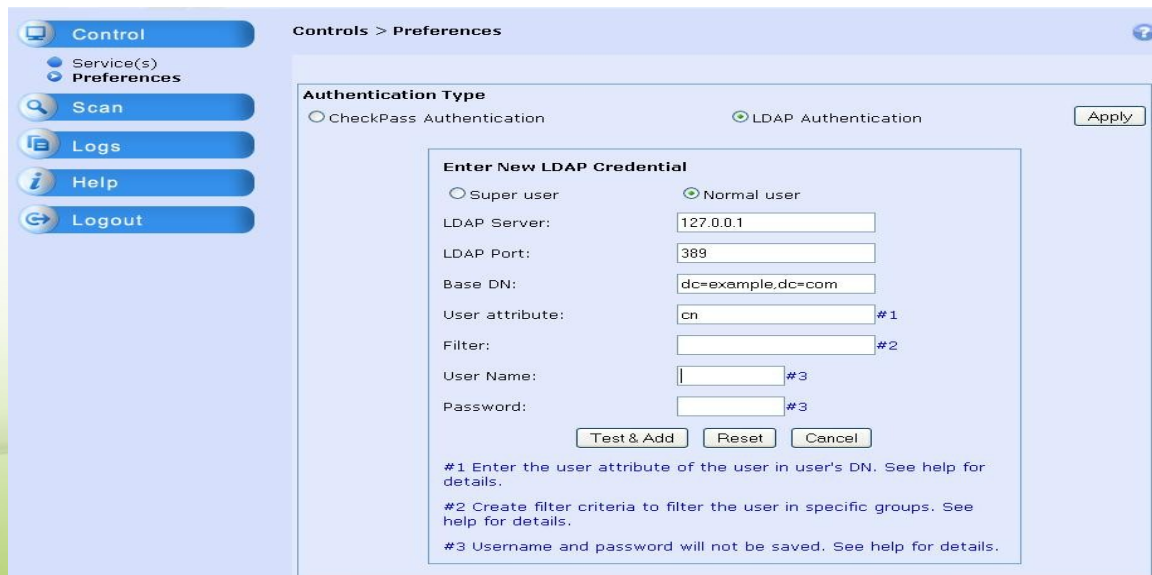 Control
Service(s)
Preferences
Scan
Logs
Help
Logout
Controls > Preferences
?
Authentication Type
CheckPass Authentication
LDAP Authentication
Apply
Enter New LDAP Credential
Super user
Normal user
LDAP Server:
127.0.0.1
LDAP Port:
389
Base DN:
dc=example,dc=com
User attribute:
cn
#1
Filter:
#2
User Name:
#3
Password:
#3
Test & Add
Reset
Cancel
#1 Enter the user attribute of the user in user's DN. See help for
details.
#2 Create filter criteria to filter the user in specific groups. See
help for details.
#3 Username and password will not be saved. See help for details.